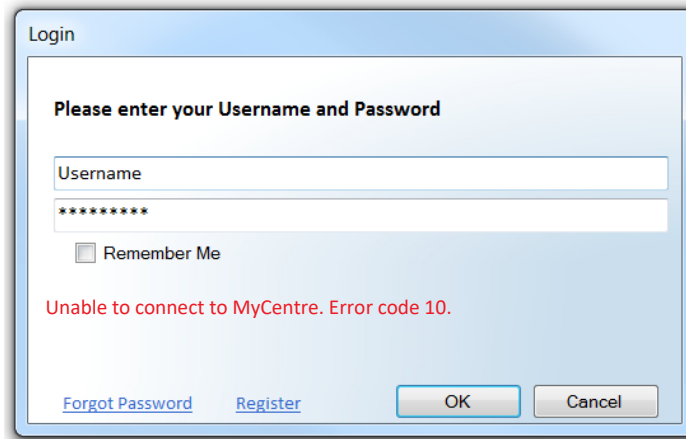 Login
Please enter your Username and Password
Username
*********
Remember Me
Unable to connect to MyCentre. Error code 10.
Forgot Password Register OK Cancel